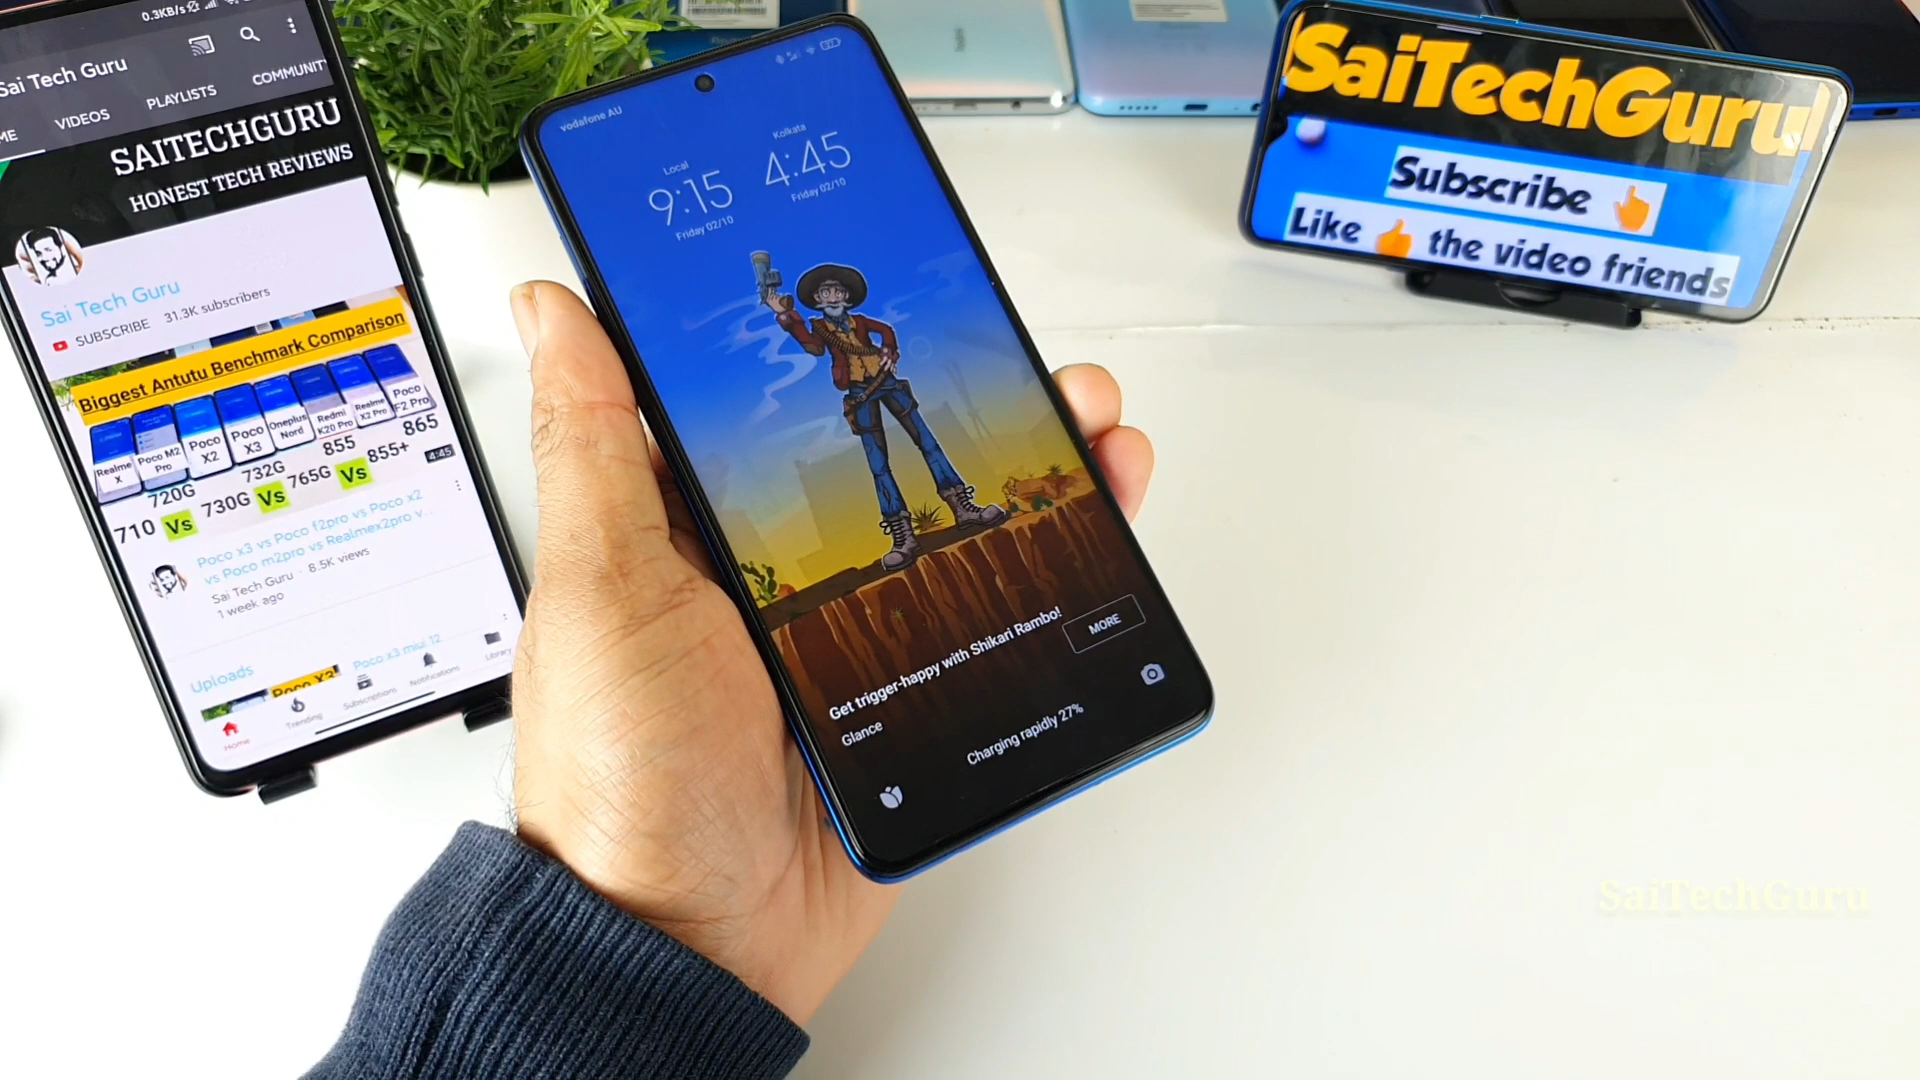 0.3KB/s
Sai Tech Guru
VIDEOS
PLAYLISTS
SAITECHGURU
HONEST TECH REVIEWS
Sai Tech Guru
SUBSCRIBE 31.3K subscribers
Biggest Antutu Benchmark Comparison
Realme X
Poco M2 Pro
Poco X2
Poco X3
Oneplus Nord
Redmi K20 Pro
Realme X2 Pro
Poco F2 Pro
710 Vs 720G 730G 732G Vs 765G 855 Vs 855+ 865
4:45
Poco x3 vs Poco f2pro vs Poco x2
vs Poco m2pro vs Realmex2pro v...
Sai Tech Guru · 8.5K views
1 week ago
Uploads
Poco X3
Poco x3 miui 12
Home
Trending
Subscriptions
Notifications
Library
vodafone AU
Local
9:15
Friday 02/10
Kolkata
4:45
Friday 02/10
Get trigger-happy with Shikari Rambo!
MORE
Glance
Charging rapidly 27%
SaiTechGuru
Subscribe
Like the video friends
SaiTechGuru